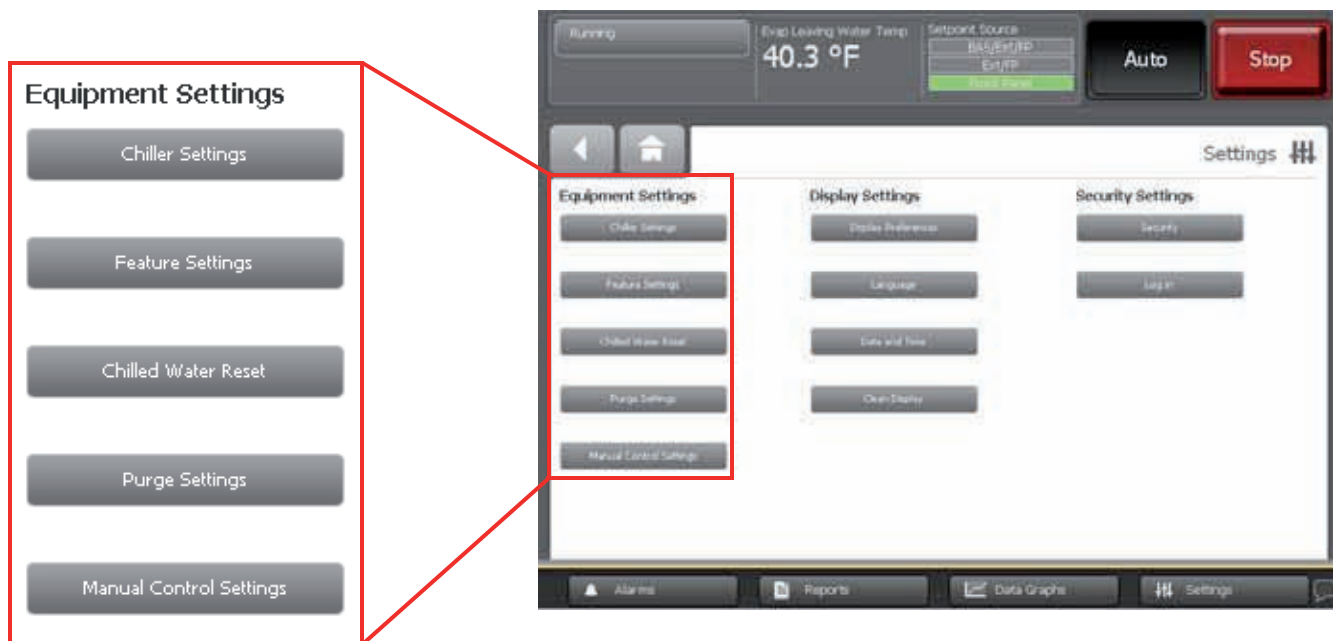 Equipment Settings
Chiller Settings
Feature Settings
Chilled Water Reset
Purge Settings
Manual Control Settings
Running
Evap Leaving Water Temp
40.3 °F
Setpoint Source
BAS/Ext/FP
Ext/FP
Front Panel
Auto
Stop
Settings
Equipment Settings
Chiller Settings
Feature Settings
Chilled Water Reset
Purge Settings
Manual Control Settings
Display Settings
Display Preferences
Language
Date and Time
Clean Display
Security Settings
Security
Log in
Alarms
Reports
Data Graphs
Settings